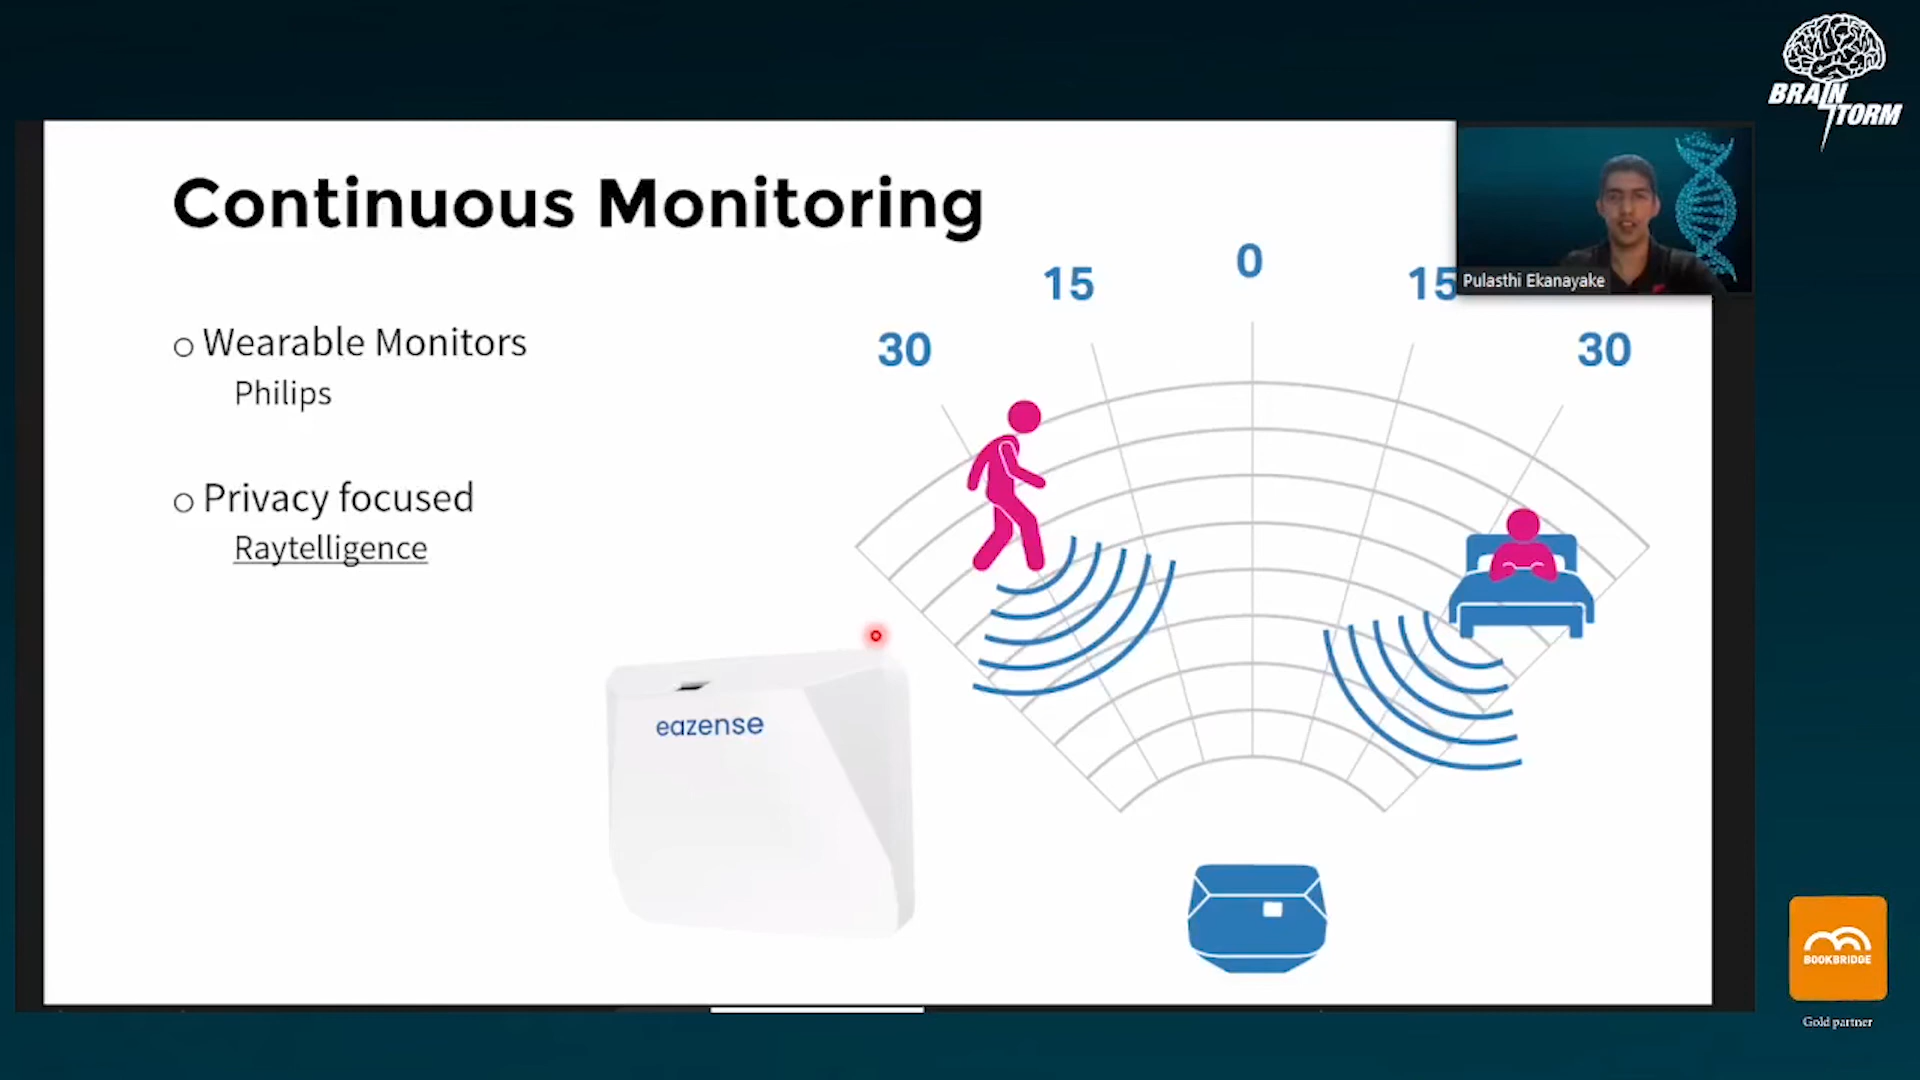 BRAIN
STORM
Continuous Monitoring
Pulasthi Ekanayake
0
15
15
30
30
Wearable Monitors
Philips
Privacy focused
Raytelligence
eazense
BOOKBRIDGE
Gold partner